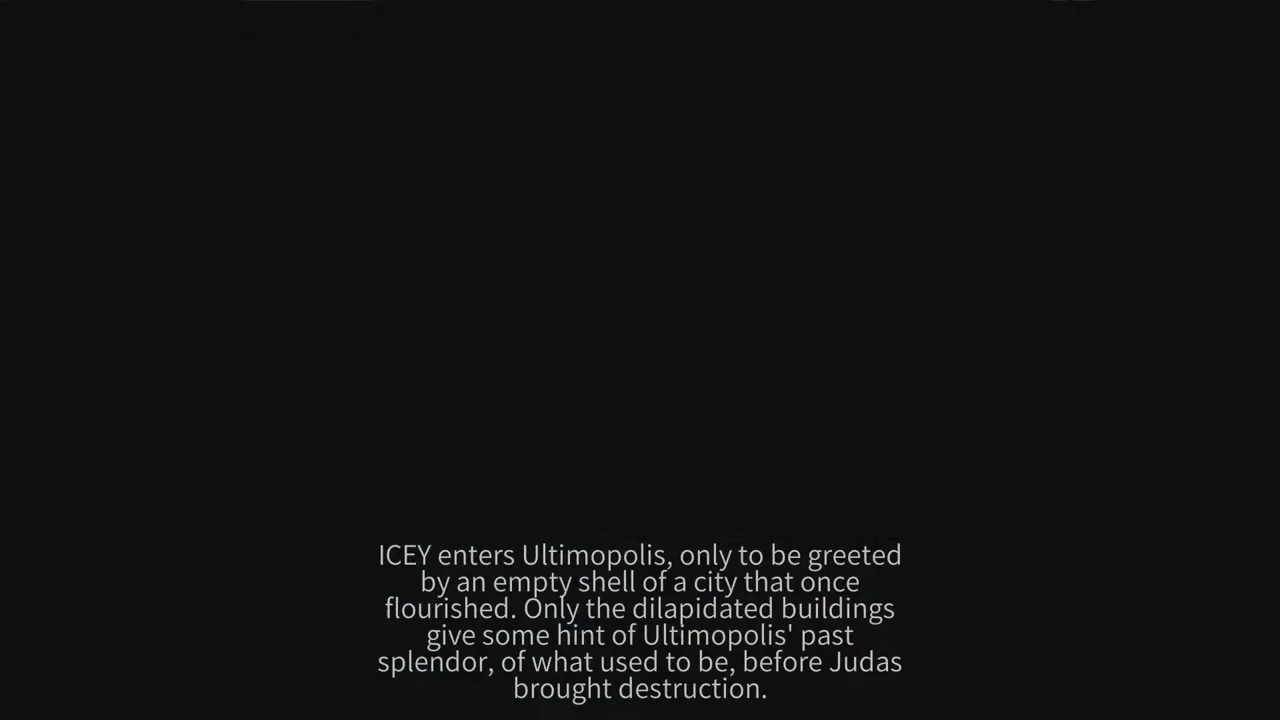 ICEY enters Ultimopolis, only to be greeted
by an empty shell of a city that once
flourished. Only the dilapidated buildings
give some hint of Ultimopolis' past
splendor, of what used to be, before Judas
brought destruction.